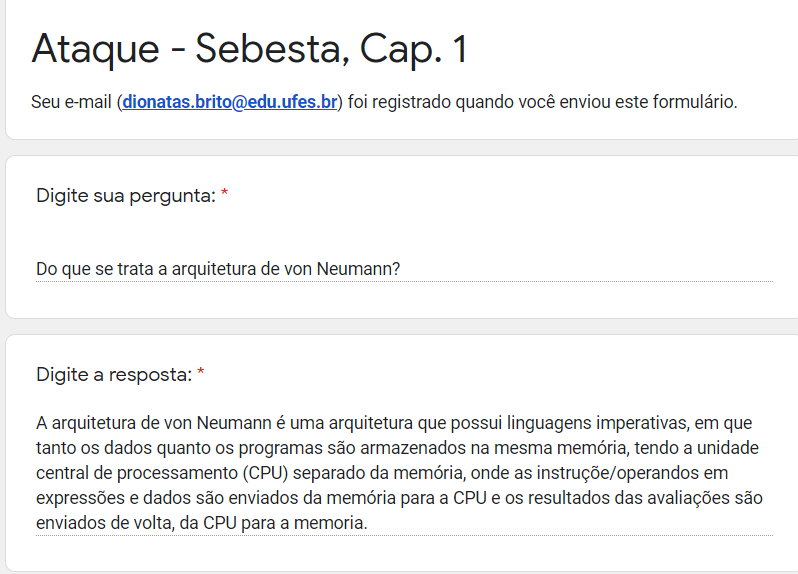 Ataque - Sebesta, Cap. 1
Seu e-mail (dionatas.brito@edu.ufes.br) foi registrado quando você enviou este formulário.
Digite sua pergunta: *
Do que se trata a arquitetura de von Neumann?
Digite a resposta: *
A arquitetura de von Neumann é uma arquitetura que possui linguagens imperativas, em que
tanto os dados quanto os programas são armazenados na mesma memória, tendo a unidade
central de processamento (CPU) separado da memória, onde as instruçõe/operandos em
expressões e dados são enviados da memória para a CPU e os resultados das avaliações são
enviados de volta, da CPU para a memoria.